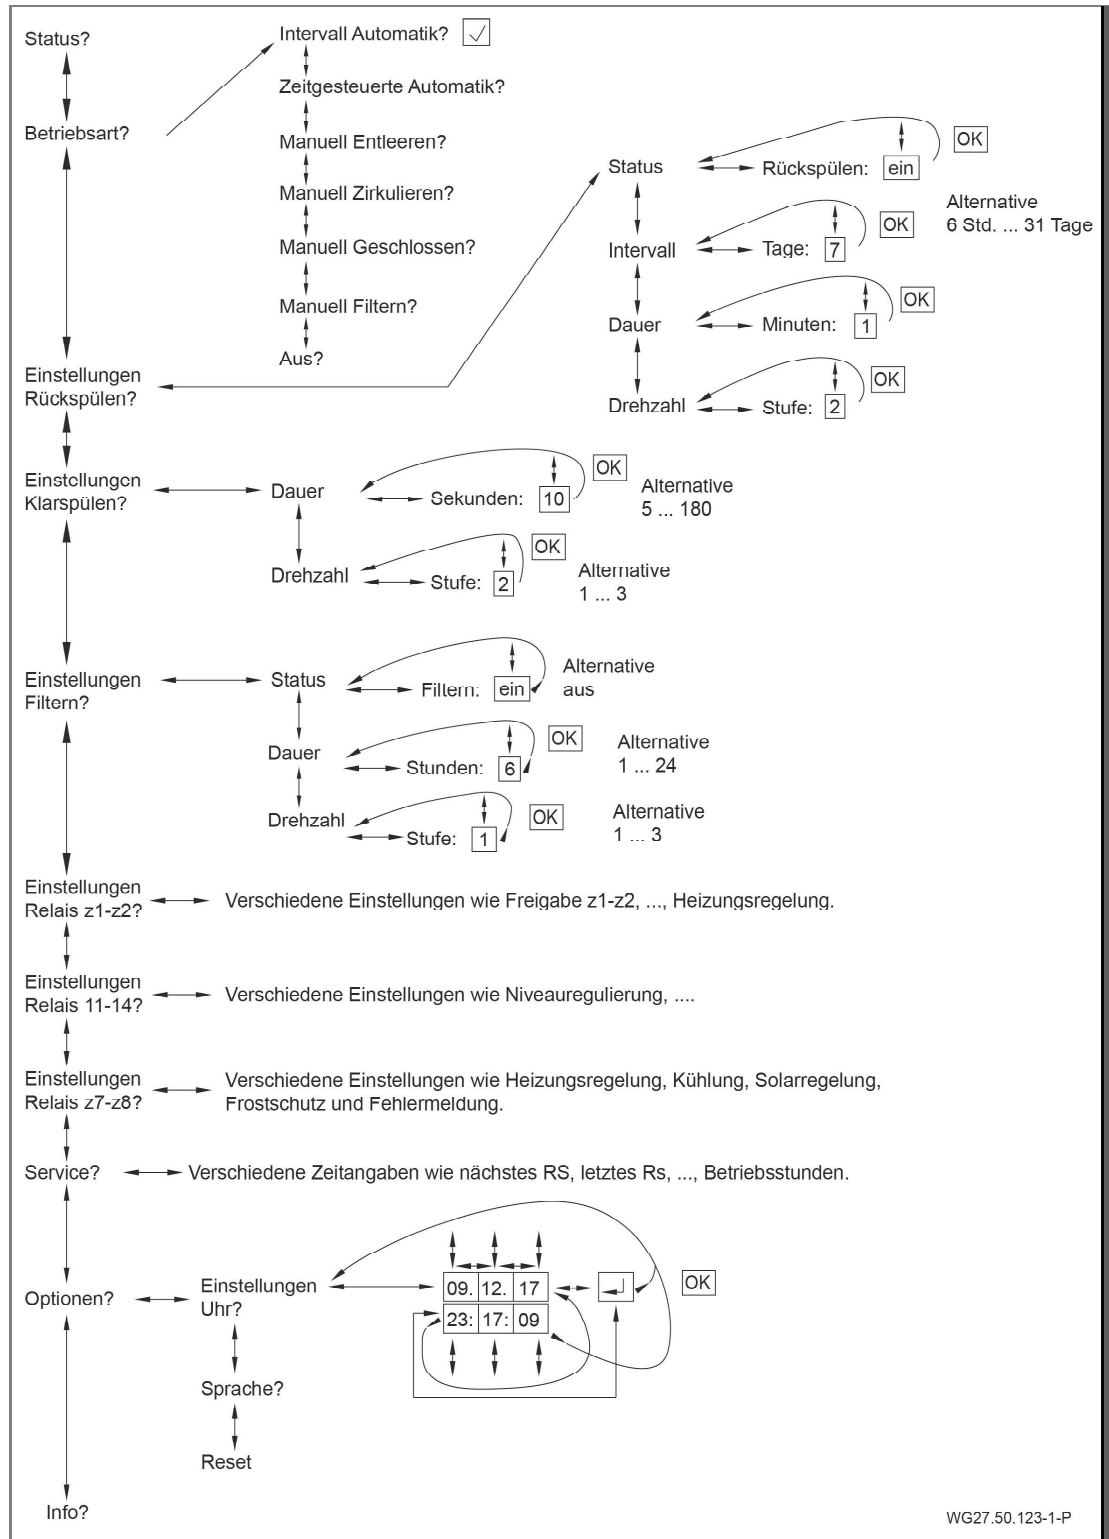 Status?
Betriebsart?
Intervall Automatik?
Zeitgesteuerte Automatik?
Manuell Entleeren?
Manuell Zirkulieren?
Manuell Geschlossen?
Manuell Filtern?
Aus?
Einstellungen
Rückspülen?
Status
Rückspülen: ein
OK
Alternative
6 Std. ... 31 Tage
Intervall
Tage: 7
OK
Dauer
Minuten: 1
OK
Drehzahl
Stufe: 2
OK
Einstellungen
Klarspülen?
Dauer
Sekunden: 10
OK
Alternative
5 ... 180
Drehzahl
Stufe: 2
OK
Alternative
1 ... 3
Einstellungen
Filtern?
Status
Filtern: ein
Alternative
aus
Dauer
Stunden: 6
OK
Alternative
1 ... 24
Drehzahl
Stufe: 1
OK
Alternative
1 ... 3
Einstellungen
Relais z1-z2?
Verschiedene Einstellungen wie Freigabe z1-z2, ..., Heizungsregelung.
Einstellungen
Relais 11-14?
Verschiedene Einstellungen wie Niveauregulierung, ....
Einstellungen
Relais z7-z8?
Verschiedene Einstellungen wie Heizungsregelung, Kühlung, Solarregelung,
Frostschutz und Fehlermeldung.
Service?
Verschiedene Zeitangaben wie nächstes RS, letztes Rs, ..., Betriebsstunden.
Optionen?
Einstellungen
Uhr?
09. 12. 17
23: 17: 09
OK
Sprache?
Reset
Info?
WG27.50.123-1-P